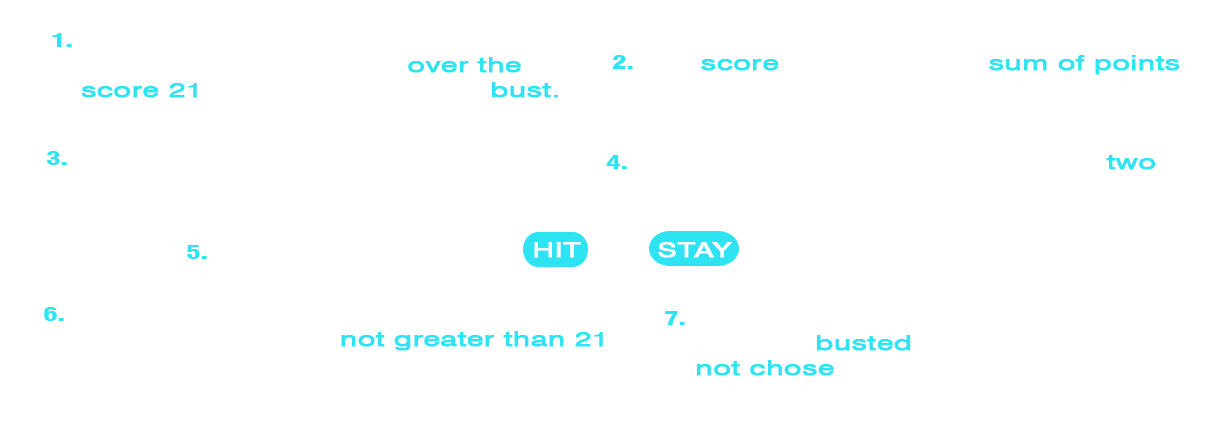 1.
over the
score 21 bust.
2. score sum of points
3.
4. two
5. HIT STAY
6.
not greater than 21
7.
busted
not chose